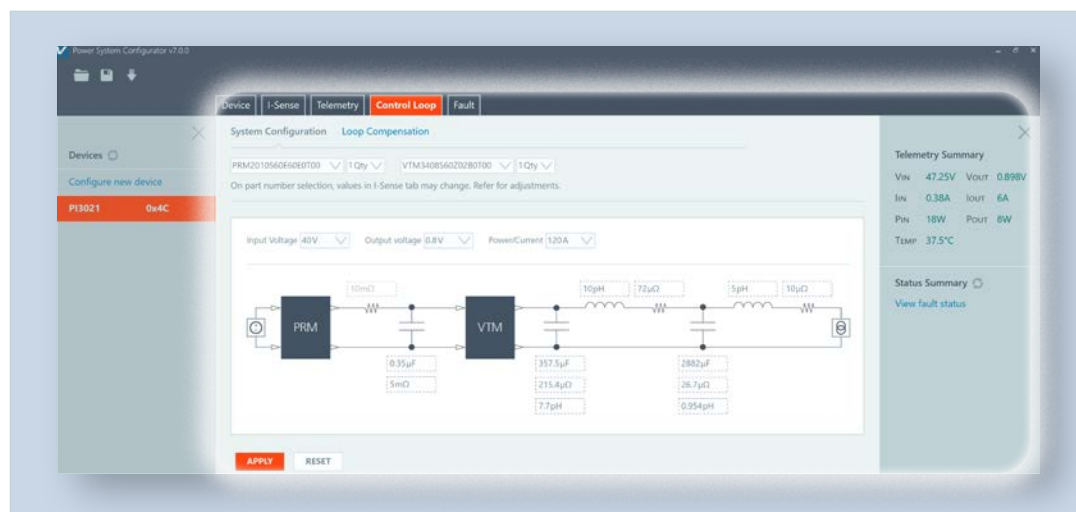 Power System Configurator v7.0.0
Device I-Sense Telemetry Control Loop Fault
System Configuration Loop Compensation
Devices
Configure new device
PI3021 0x4C
1Qty 1Qty
On part number selection, values in I-Sense tab may change. Refer for adjustments.
Input Voltage 40V Output voltage 0.8V Power/Current 120A
10mΩ 10pH 72μΩ 5pH 10μΩ
PRM VTM
0.35μF 357.5μF 2882μF
5mΩ 215.4μΩ 26.7μΩ
7.7pH 0.954pH
APPLY RESET
Telemetry Summary
VIN 47.25V VOUT 0.898V
IIN 0.38A IOUT 6A
PIN 18W POUT 8W
TEMP 37.5°C
Status Summary
View fault status